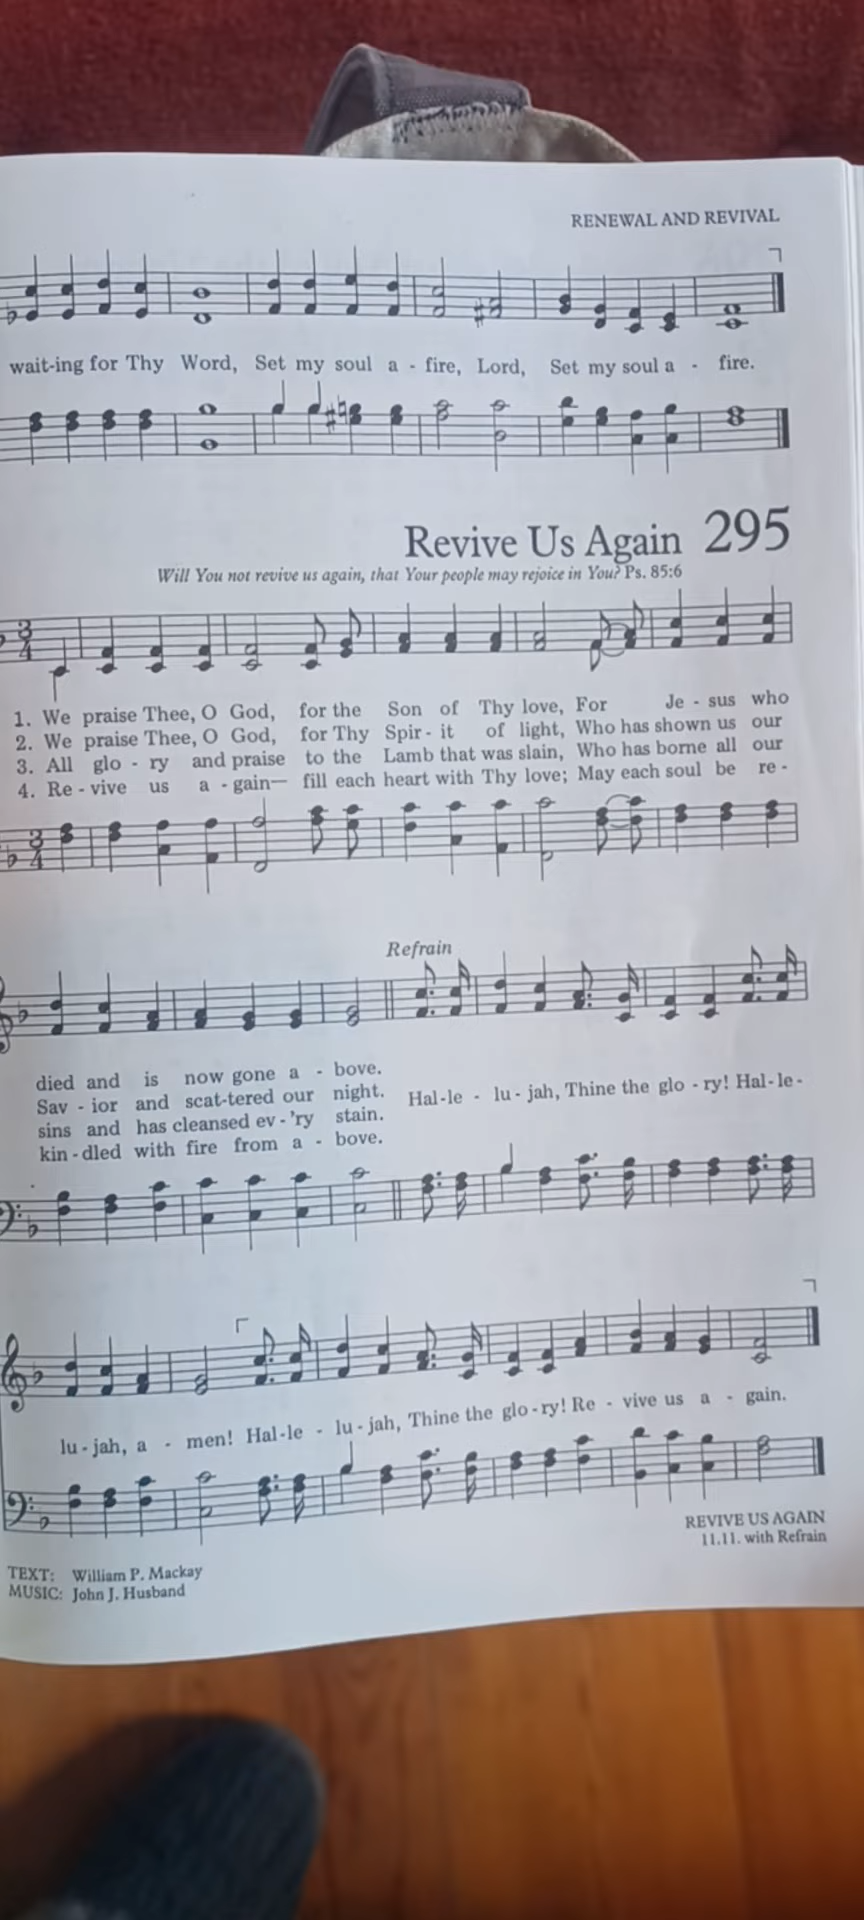 RENEWAL AND REVIVAL
wait-ing for Thy Word, Set my soul a - fire, Lord, Set my soul a - fire.
Revive Us Again 295
Will You not revive us again, that Your people may rejoice in You? Ps. 85:6
3
4
1. We praise Thee, O God, for the Son of Thy love, For Je - sus who
2. We praise Thee, O God, for Thy Spir - it of light, Who has shown us our
3. All glo - ry and praise to the Lamb that was slain, Who has borne all our
4. Re - vive us a - gain— fill each heart with Thy love; May each soul be re -
3
4
Refrain
died and is now gone a - bove.
Sav - ior and scat-tered our night.
sins and has cleansed ev - 'ry stain.
kin - dled with fire from a - bove.
Hal-le - lu - jah, Thine the glo - ry! Hal- le -
lu - jah, a - men! Hal-le - lu - jah, Thine the glo - ry! Re - vive us a - gain.
REVIVE US AGAIN
11.11. with Refrain
TEXT: William P. Mackay
MUSIC: John J. Husband